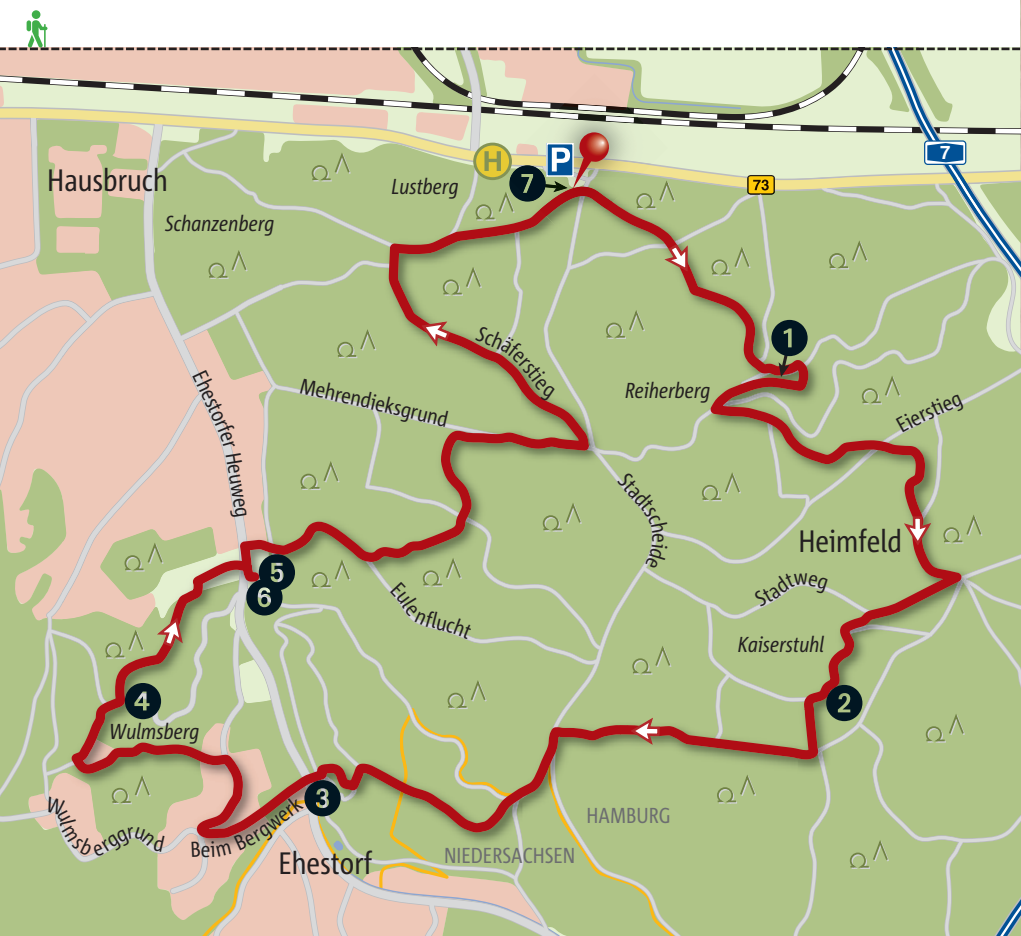 7
Hausbruch
H
P
73
Lustberg
7
Schanzenberg
1
Schäferstieg
Reiherberg
Mehrendieksgrund
Eierstieg
Ehestorfer Heuweg
Stadtscheide
Heimfeld
5
6
Stadtweg
Eulenflucht
Kaiserstuhl
4
2
Wulmsberg
3
HAMBURG
Wulmsberggrund
Beim Bergwerk
Ehestorf
NIEDERSACHSEN